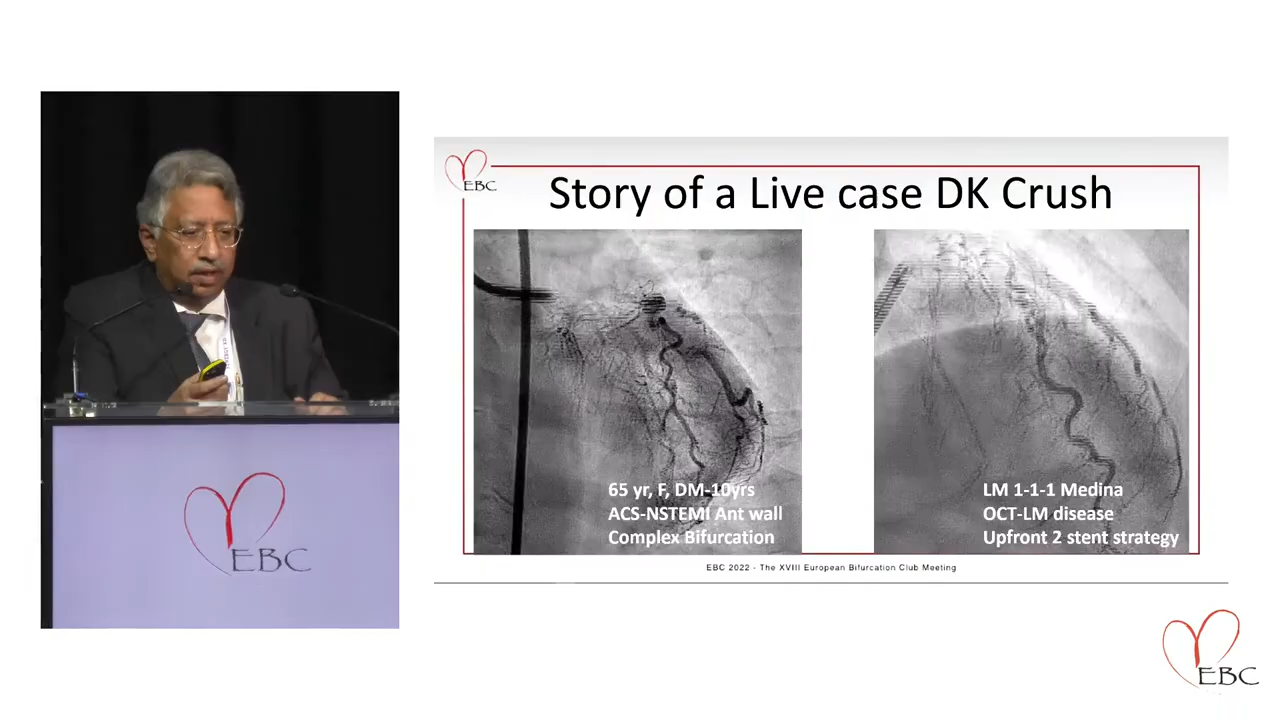 EBC
Story of a Live case DK Crush
65 yr, F, DM-10yrs
ACS-NSTEMI Ant wall
Complex Bifurcation
LM 1-1-1 Medina
OCT-LM disease
Upfront 2 stent strategy
EBC 2022 - The XVIII European Bifurcation Club Meeting
EBC
EBC